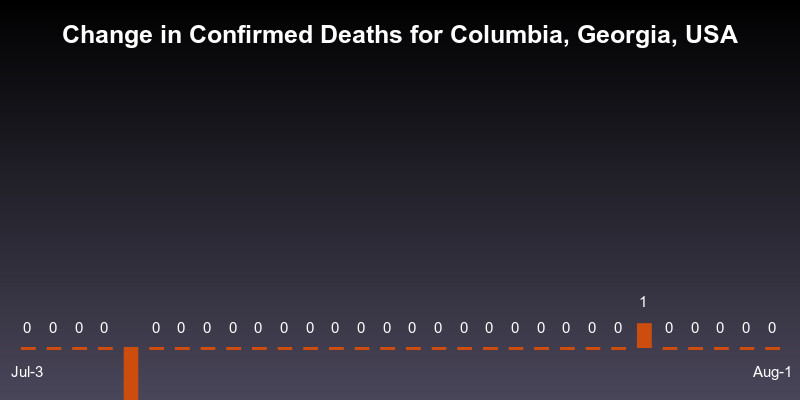 Change in Confirmed Deaths for Columbia, Georgia, USA
1
0 0 0 0 0 0 0 0 0 0 0 0 0 0 0 0 0 0 0 0 0 0 0 0 0 0 0 0
Jul-3 Aug-1